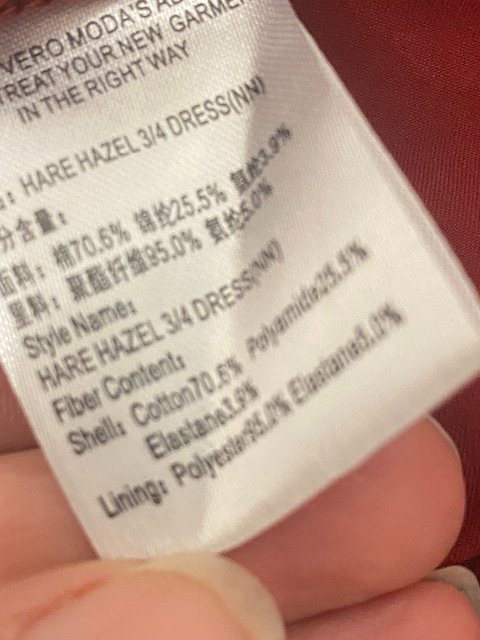 VERO MODA'S
TREAT YOUR NEW GARMEN
IN THE RIGHT WAY
: HARE HAZEL 3/4 DRESS(NN)
分含量:
面料: 棉70.6% 锦纶25.5% 氨纶3.9%
里料: 聚酯纤维95.0% 氨纶5.0%
Style Name:
HARE HAZEL 3/4 DRESS(NN)
Fiber Content:
Shell: Cotton70.6% Polyamide25.5%
Elastane3.9%
Lining: Polyester95.0% Elastane5.0%